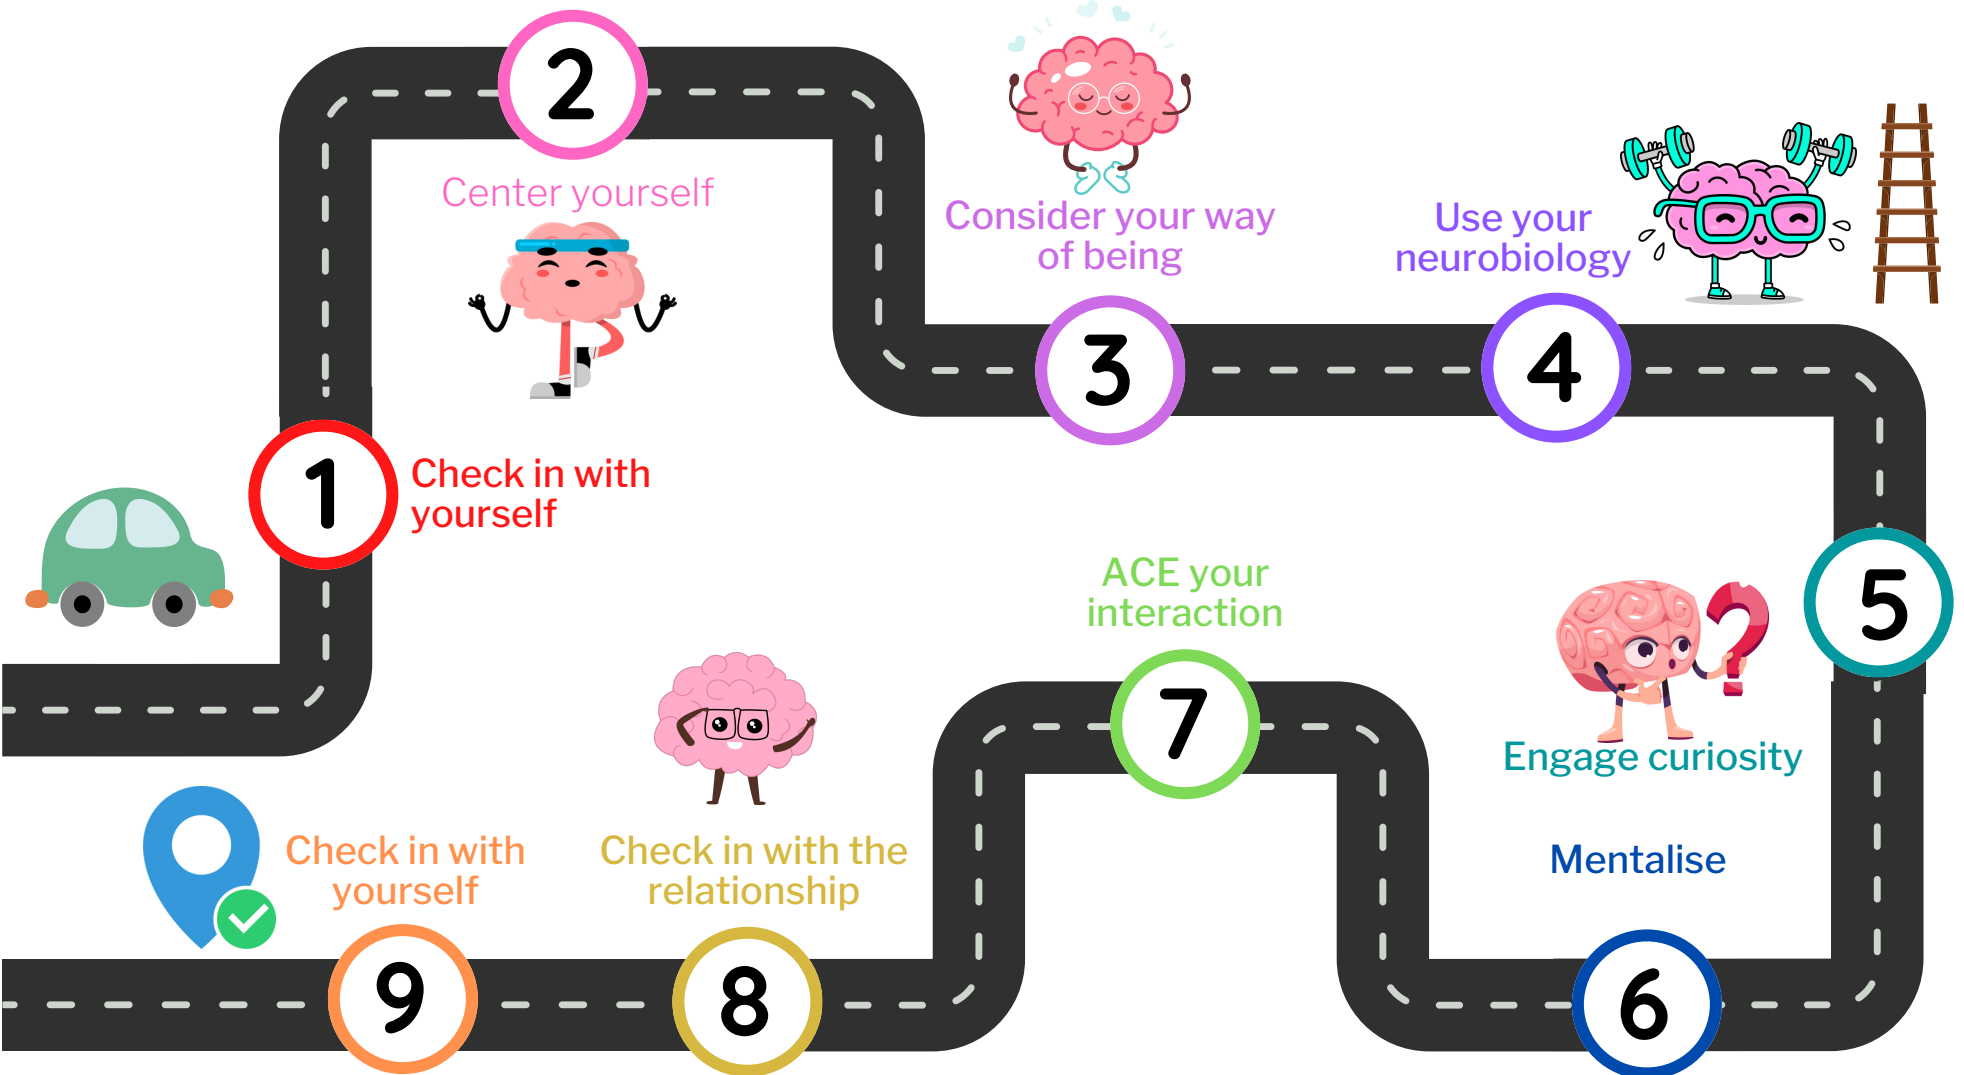 1
Check in with
yourself
2
Center yourself
3
Consider your way
of being
4
Use your
neurobiology
5
Engage curiosity
6
Mentalise
7
ACE your
interaction
8
Check in with the
relationship
9
Check in with
yourself